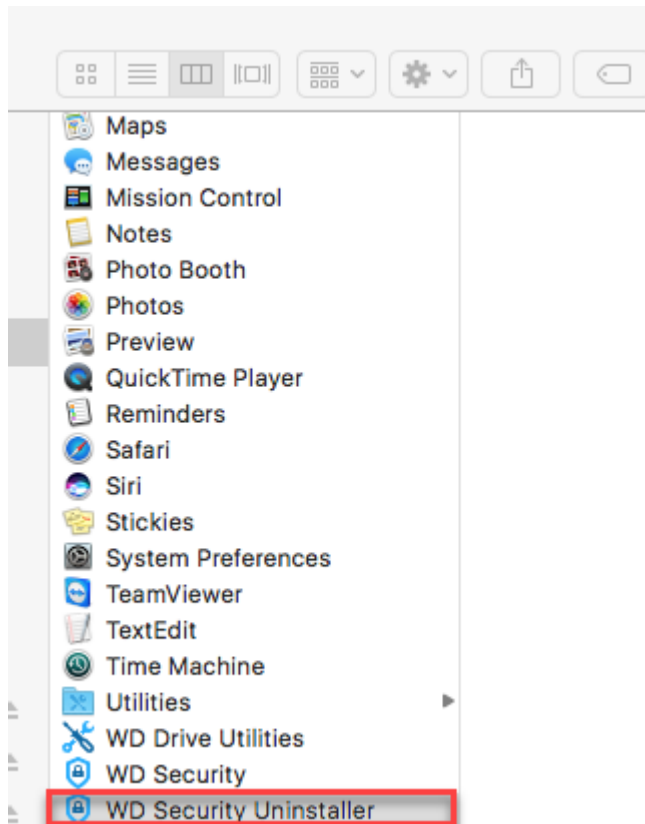 Maps
Messages
Mission Control
Notes
Photo Booth
Photos
Preview
QuickTime Player
Reminders
Safari
Siri
Stickies
System Preferences
TeamViewer
TextEdit
Time Machine
Utilities
WD Drive Utilities
WD Security
WD Security Uninstaller